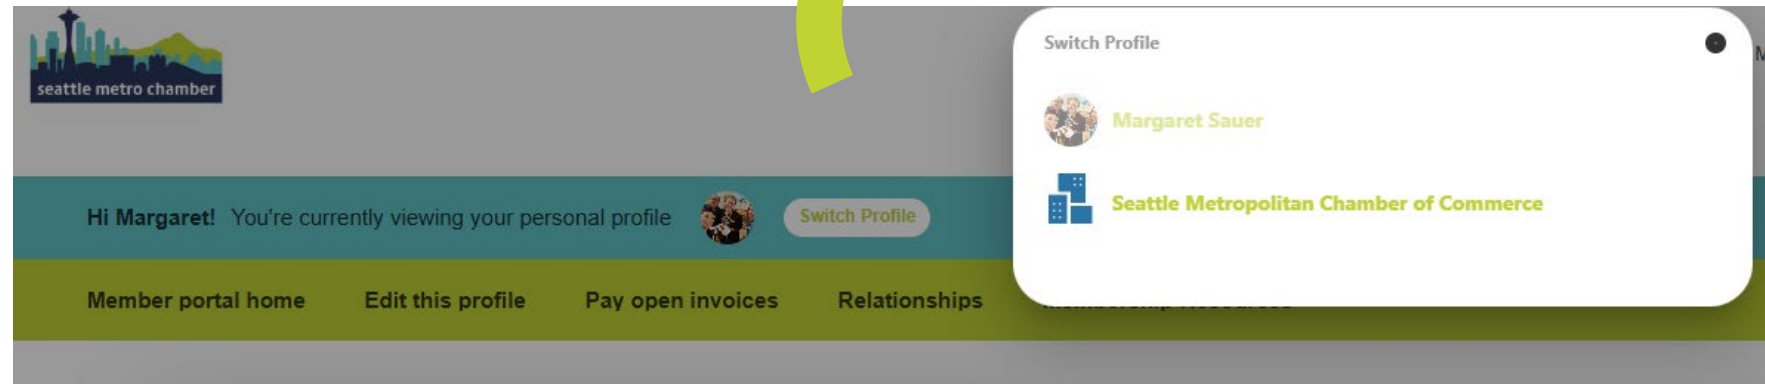 seattle metro chamber
Switch Profile
M
Margaret Sauer
Seattle Metropolitan Chamber of Commerce
Hi Margaret! You're currently viewing your personal profile
Switch Profile
Member portal home
Edit this profile
Pay open invoices
Relationships